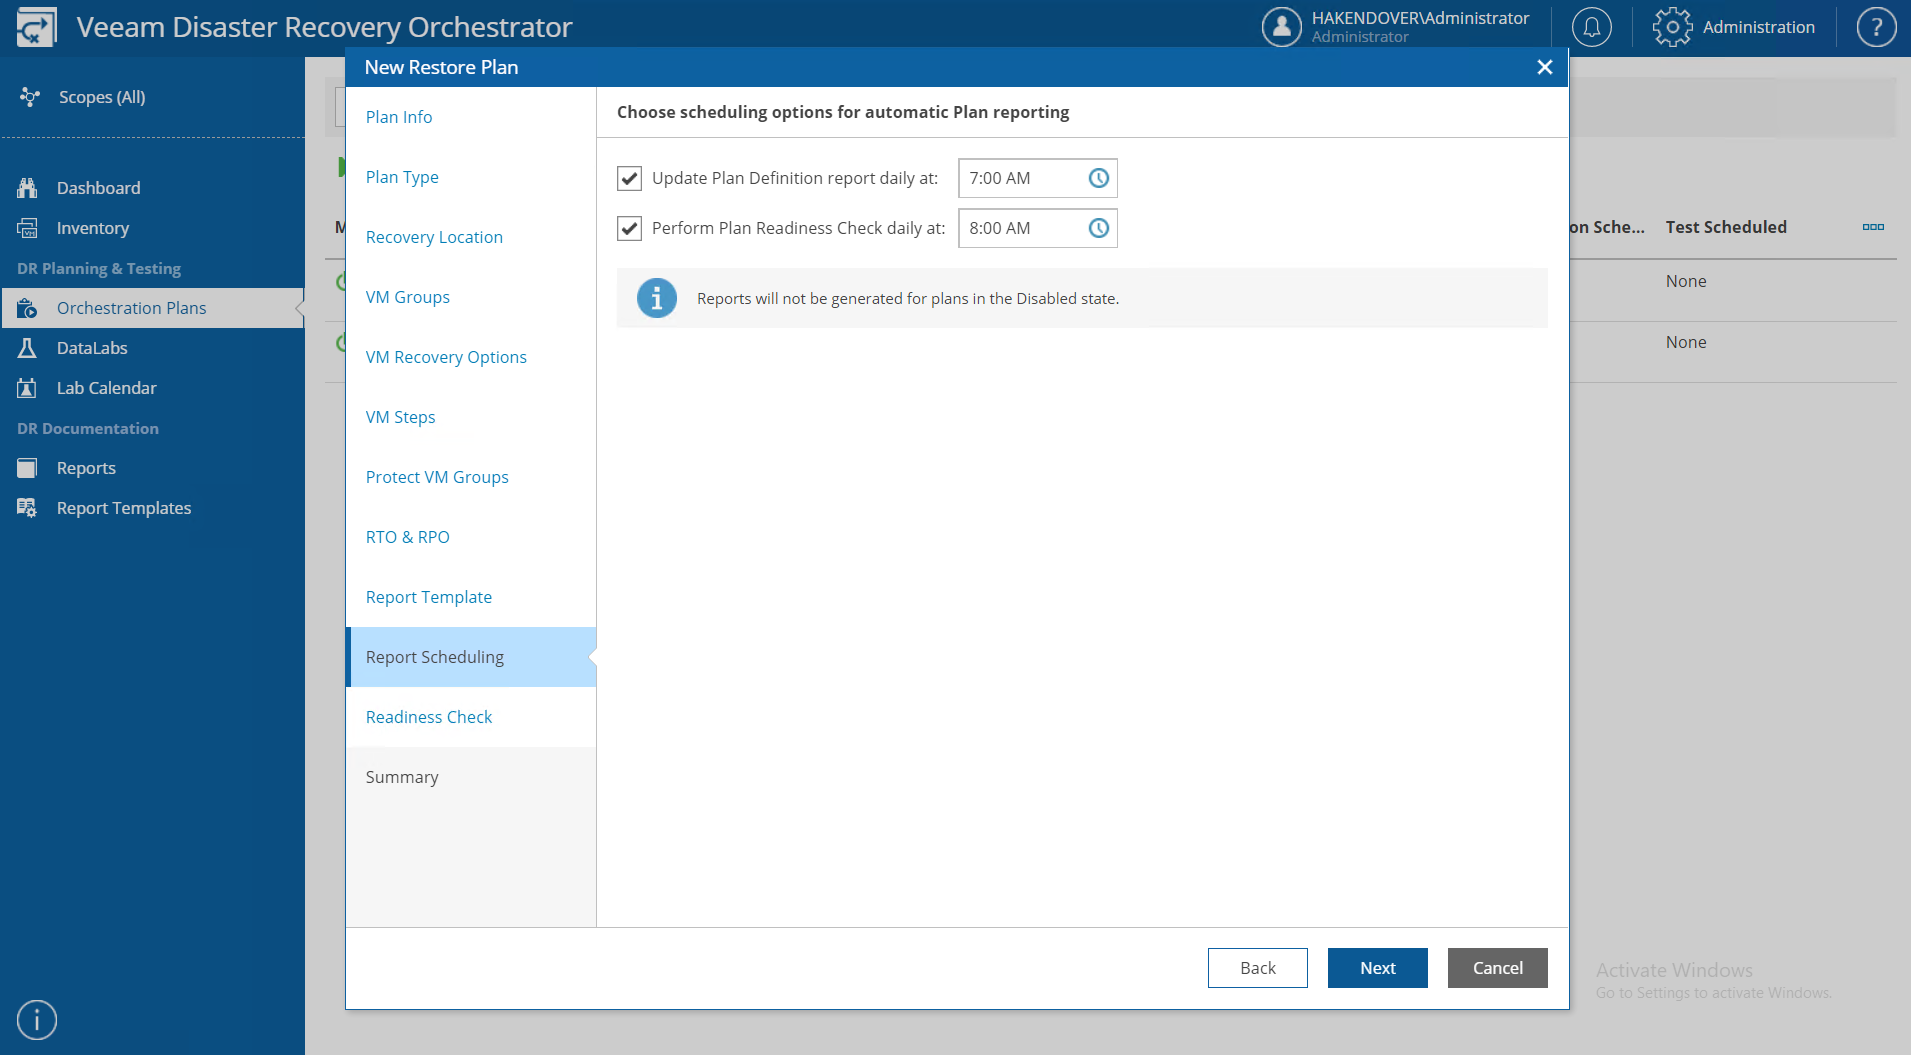 Veeam Disaster Recovery Orchestrator
HAKENDOVER\Administrator
Administrator
Administration
?
Scopes (All)
Dashboard
Inventory
DR Planning & Testing
Orchestration Plans
DataLabs
Lab Calendar
DR Documentation
Reports
Report Templates
New Restore Plan
Plan Info
Plan Type
Recovery Location
VM Groups
VM Recovery Options
VM Steps
Protect VM Groups
RTO & RPO
Report Template
Report Scheduling
Readiness Check
Summary
Choose scheduling options for automatic Plan reporting
Update Plan Definition report daily at: 7:00 AM
Perform Plan Readiness Check daily at: 8:00 AM
Reports will not be generated for plans in the Disabled state.
Back Next Cancel
on Sche... Test Scheduled
None
None
Activate Windows
Go to Settings to activate Windows.